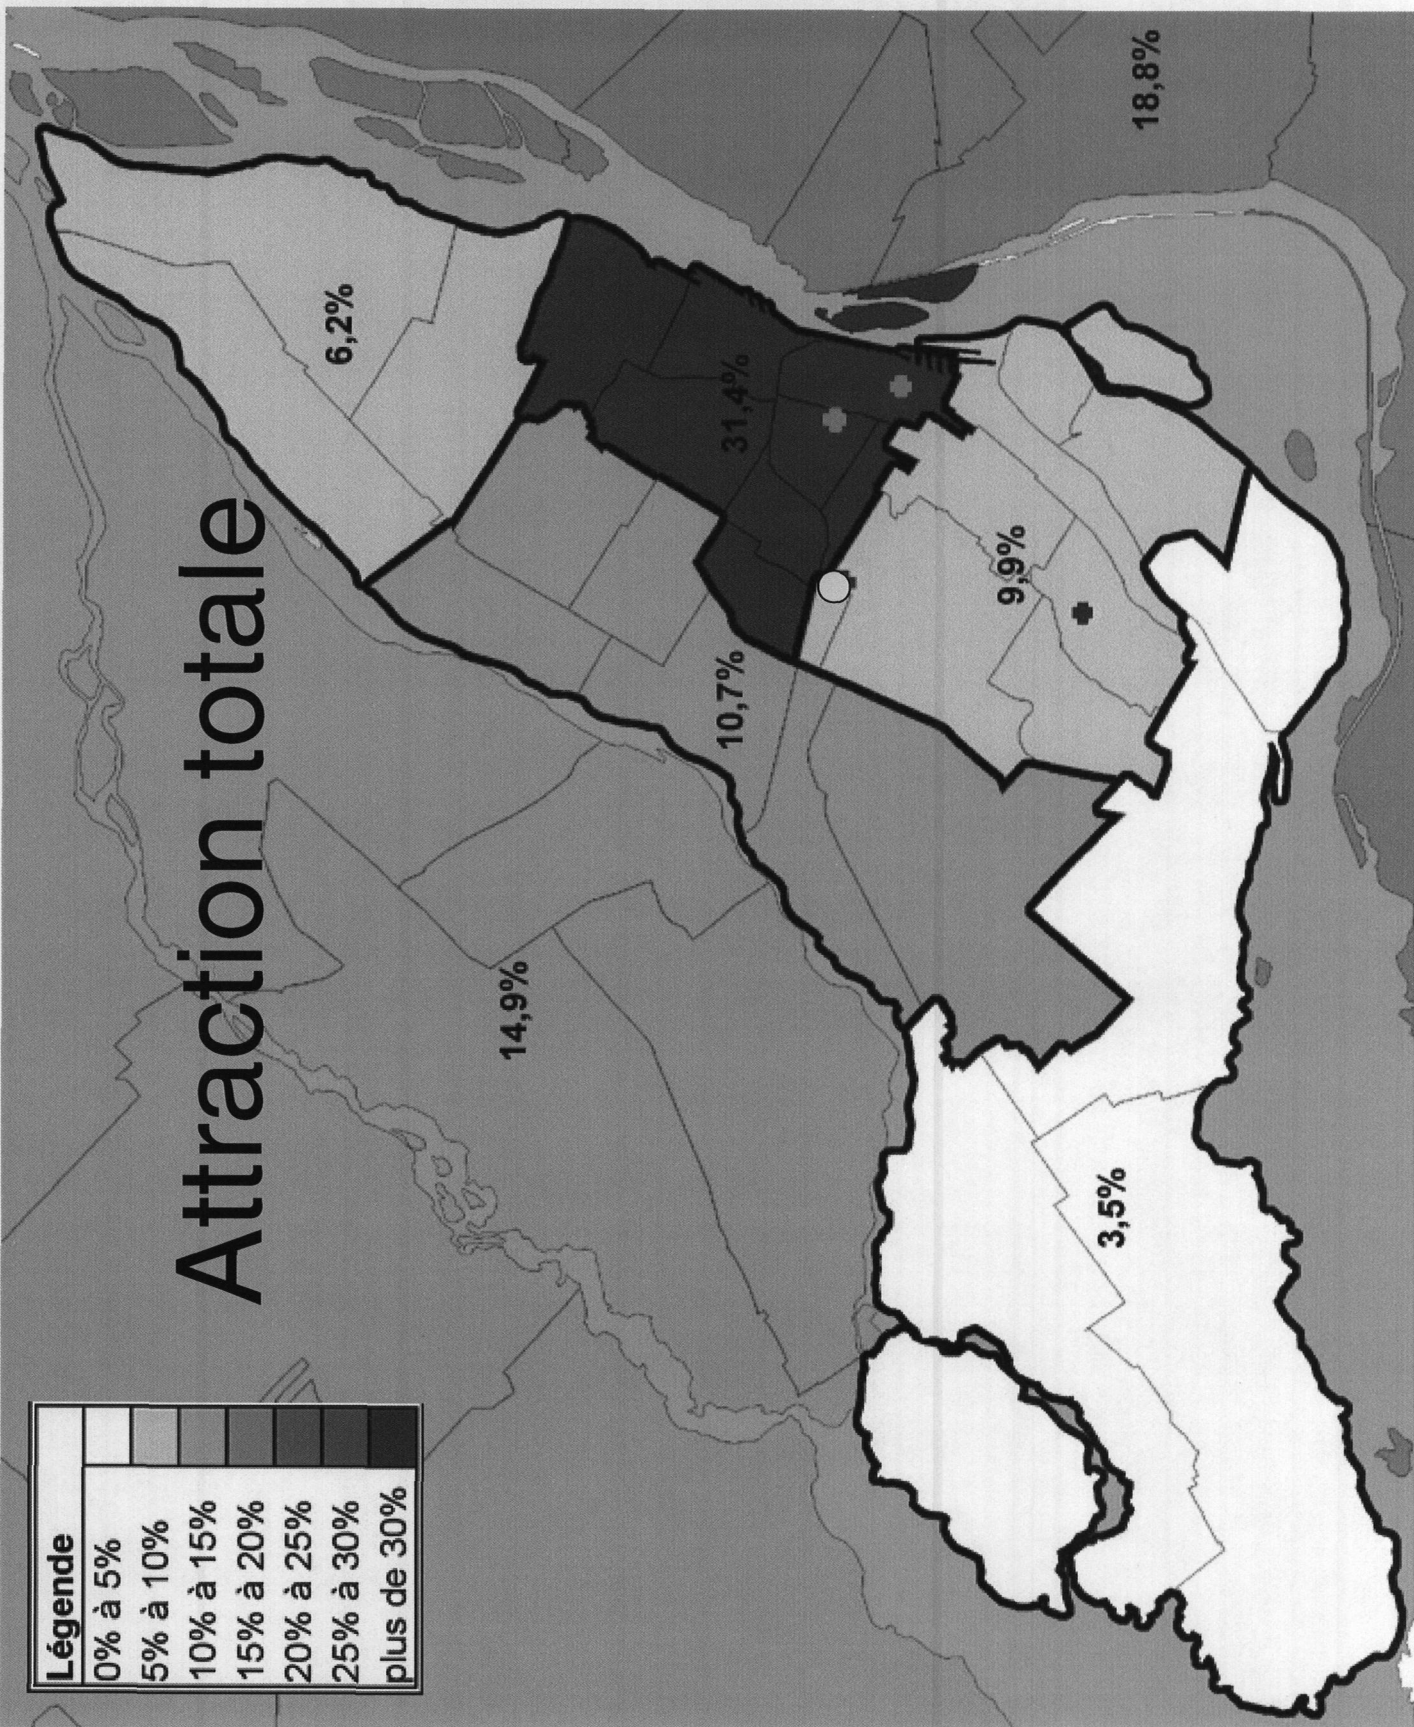 Attraction totale
Légende
0% à 5%
5% à 10%
10% à 15%
15% à 20%
20% à 25%
25% à 30%
plus de 30%
14,9%
3,5%
10,7%
6,2%
31,4%
9,9%
18,8%